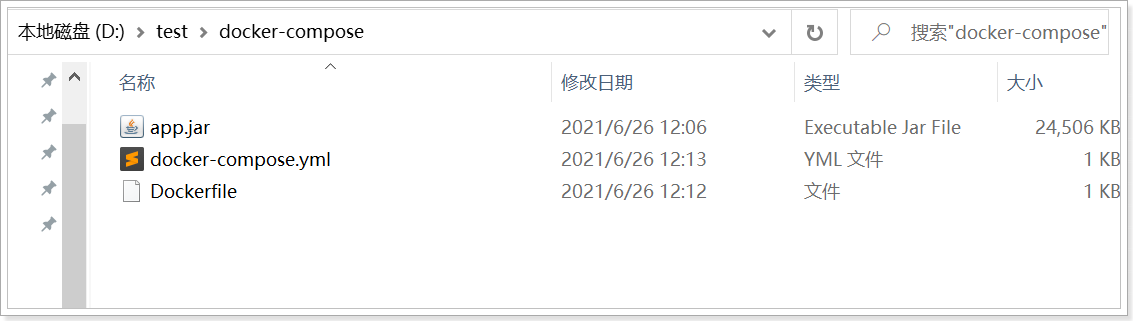 本地磁盘 (D:) › test › docker-compose
搜索"docker-compose"
名称 修改日期 类型 大小
app.jar 2021/6/26 12:06 Executable Jar File 24,506 KB
docker-compose.yml 2021/6/26 12:13 YML 文件 1 KB
Dockerfile 2021/6/26 12:12 文件 1 KB